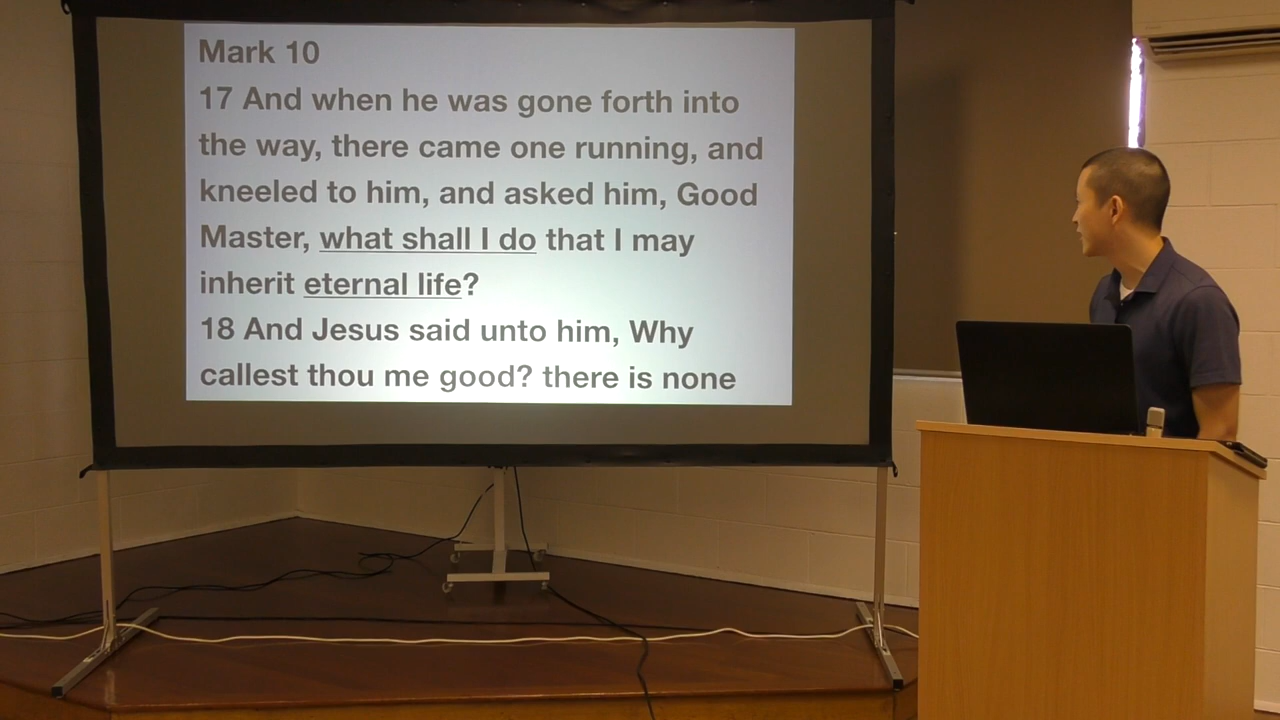 Mark 10
17 And when he was gone forth into
the way, there came one running, and
kneeled to him, and asked him, Good
Master, what shall I do that I may
inherit eternal life?
18 And Jesus said unto him, Why
callest thou me good? there is none